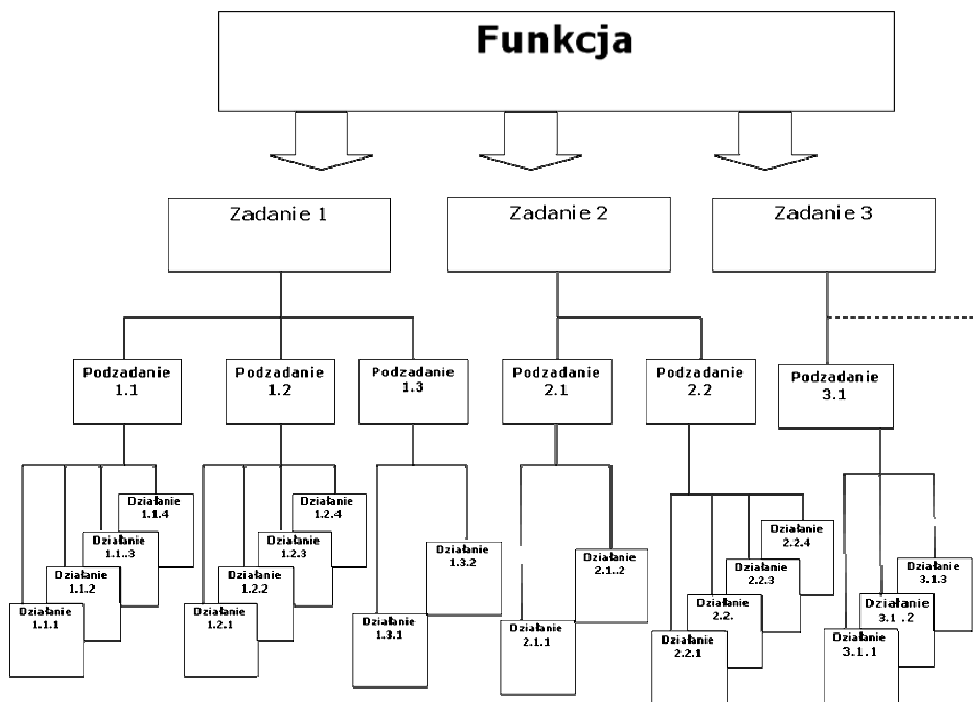 Funkcja
Zadanie 1
Zadanie 2
Zadanie 3
Podzadanie
1.1
Podzadanie
1.2
Podzadanie
1.3
Podzadanie
2.1
Podzadanie
2.2
Podzadanie
3.1
Działanie
1.1.4
Działanie
1.1..3
Działanie
1.1.2
Działanie
1.1.1
Działanie
1.2.4
Działanie
1.2.3
Działanie
1.2.2
Działanie
1.2.1
Działanie
1.3.2
Działanie
1.3.1
Działanie
2.1..2
Działanie
2.1.1
Działanie
2.2.4
Działanie
2.2.3
Działanie
2.2.
Działanie
2.2.1
Działanie
3.1.3
Działanie
3.1 .2
Działanie
3.1.1